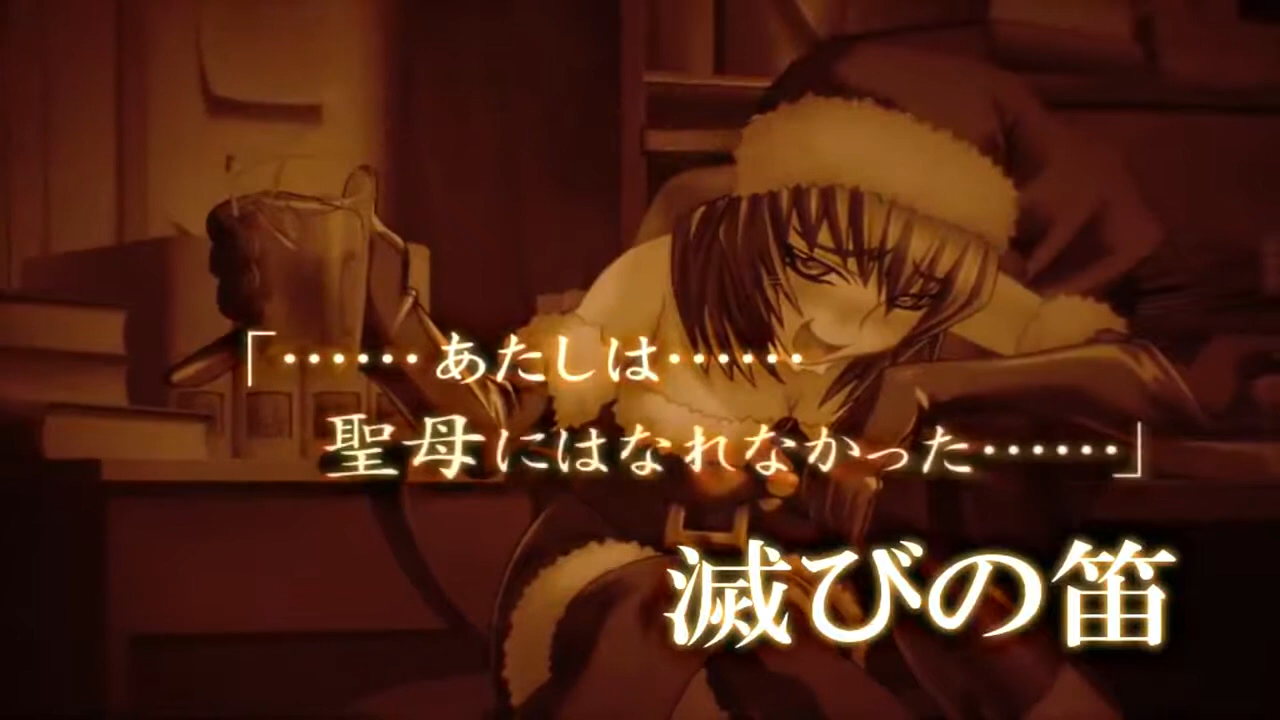 「……あたしは……
聖母にはなれなかった……」
滅びの笛